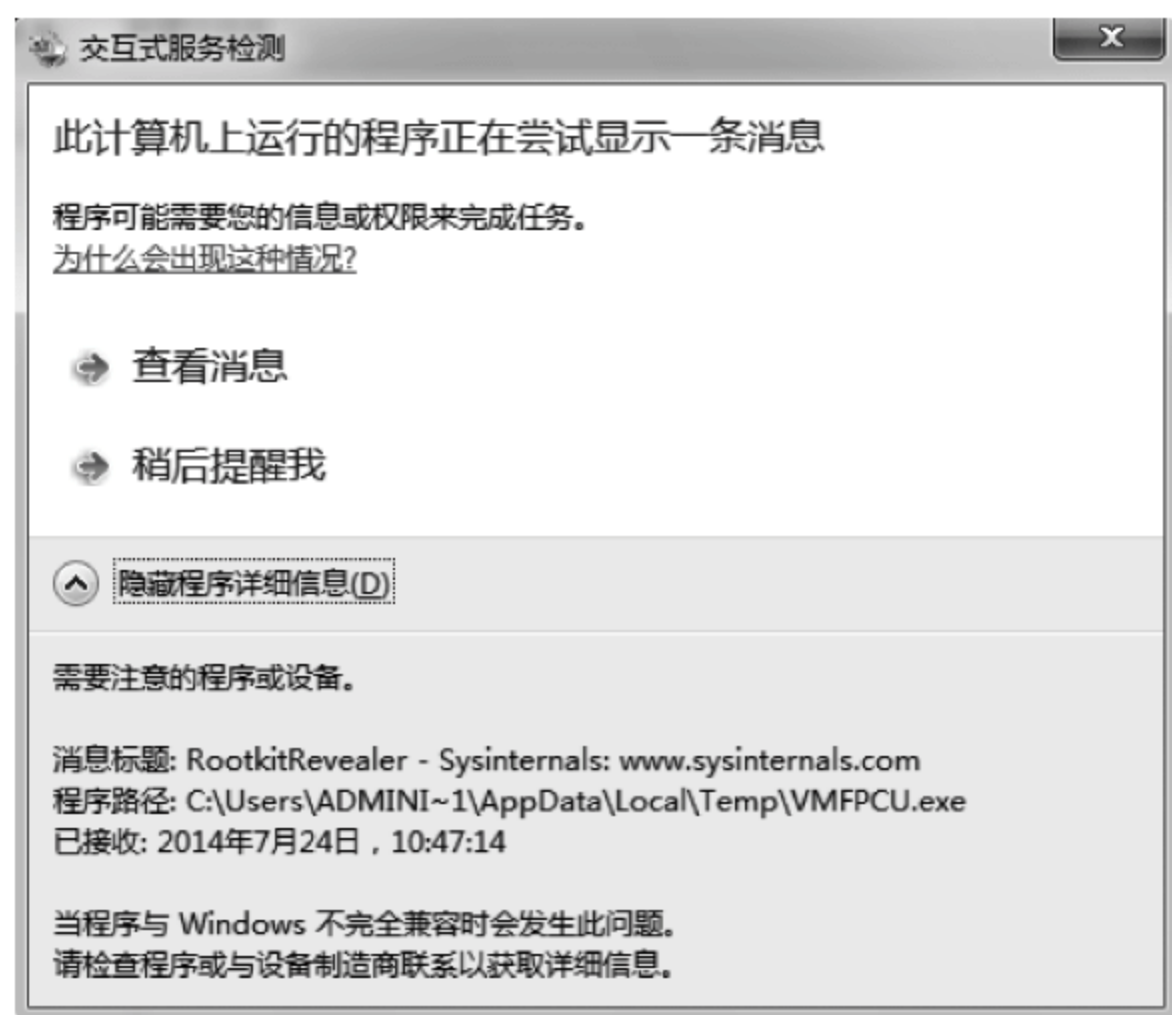 交互式服务检测
此计算机上运行的程序正在尝试显示一条消息
程序可能需要您的信息或权限来完成任务。
为什么会出现这种情况?
查看消息
稍后提醒我
隐藏程序详细信息(D)
需要注意的程序或设备。
消息标题: RootkitRevealer - Sysinternals: www.sysinternals.com
程序路径: C:\Users\ADMINI~1\AppData\Local\Temp\VMFPCU.exe
已接收: 2014年7月24日，10:47:14
当程序与 Windows 不完全兼容时会发生此问题。
请检查程序或与设备制造商联系以获取详细信息。